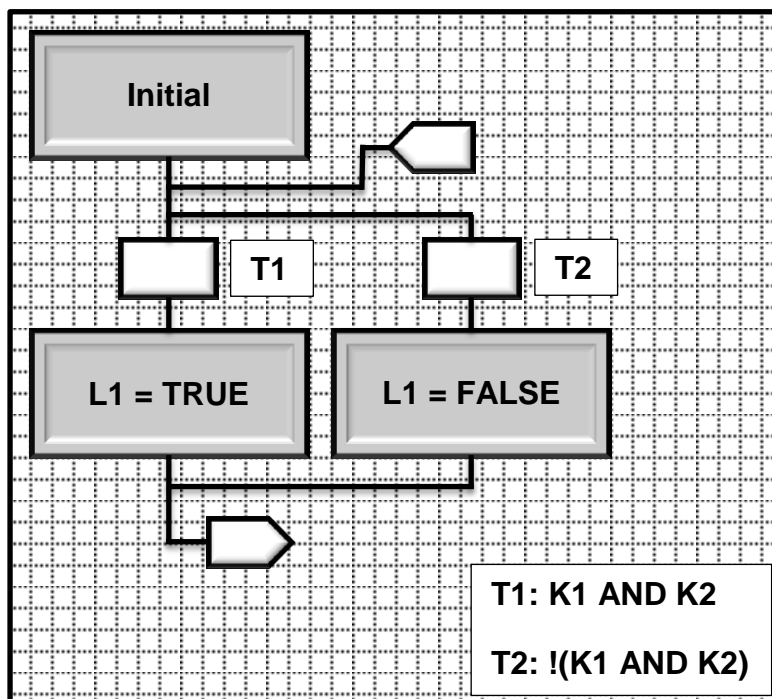 Initial
T1
T2
L1 = TRUE
L1 = FALSE
T1: K1 AND K2
T2: !(K1 AND K2)